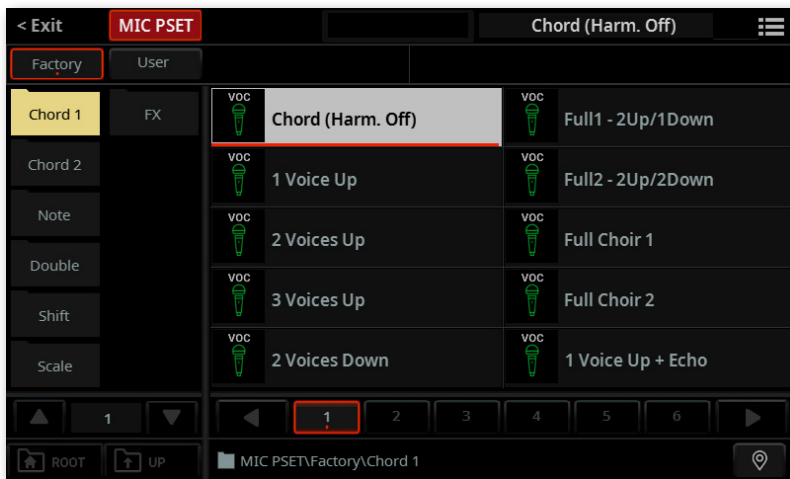 < Exit MIC PSET Chord (Harm. Off)
Factory User
Chord 1 FX
Chord 2
Note
Double
Shift
Scale
VOC Chord (Harm. Off) VOC Full1 - 2Up/1Down
VOC 1 Voice Up VOC Full2 - 2Up/2Down
VOC 2 Voices Up VOC Full Choir 1
VOC 3 Voices Up VOC Full Choir 2
VOC 2 Voices Down VOC 1 Voice Up + Echo
1 1 2 3 4 5 6
ROOT UP MIC PSET\Factory\Chord 1